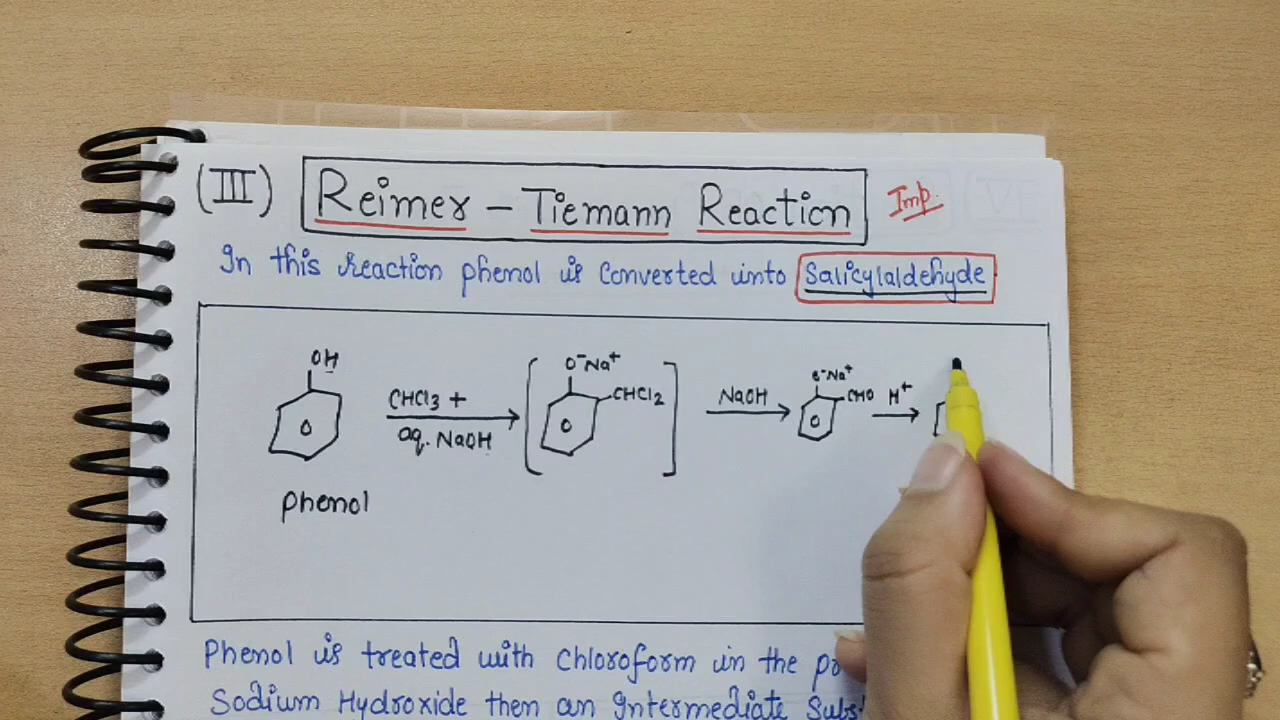 (III) Reimer - Tiemann Reaction Imp.
In this reaction phenol is converted into Salicylaldehyde
OH
O⁻Na⁺
CHCl2
CHCl3 +
aq. NaOH
NaOH
O⁻Na⁺
CHO
H⁺
Phenol
Phenol is treated with chloroform in the
Sodium Hydroxide then an Intermediate